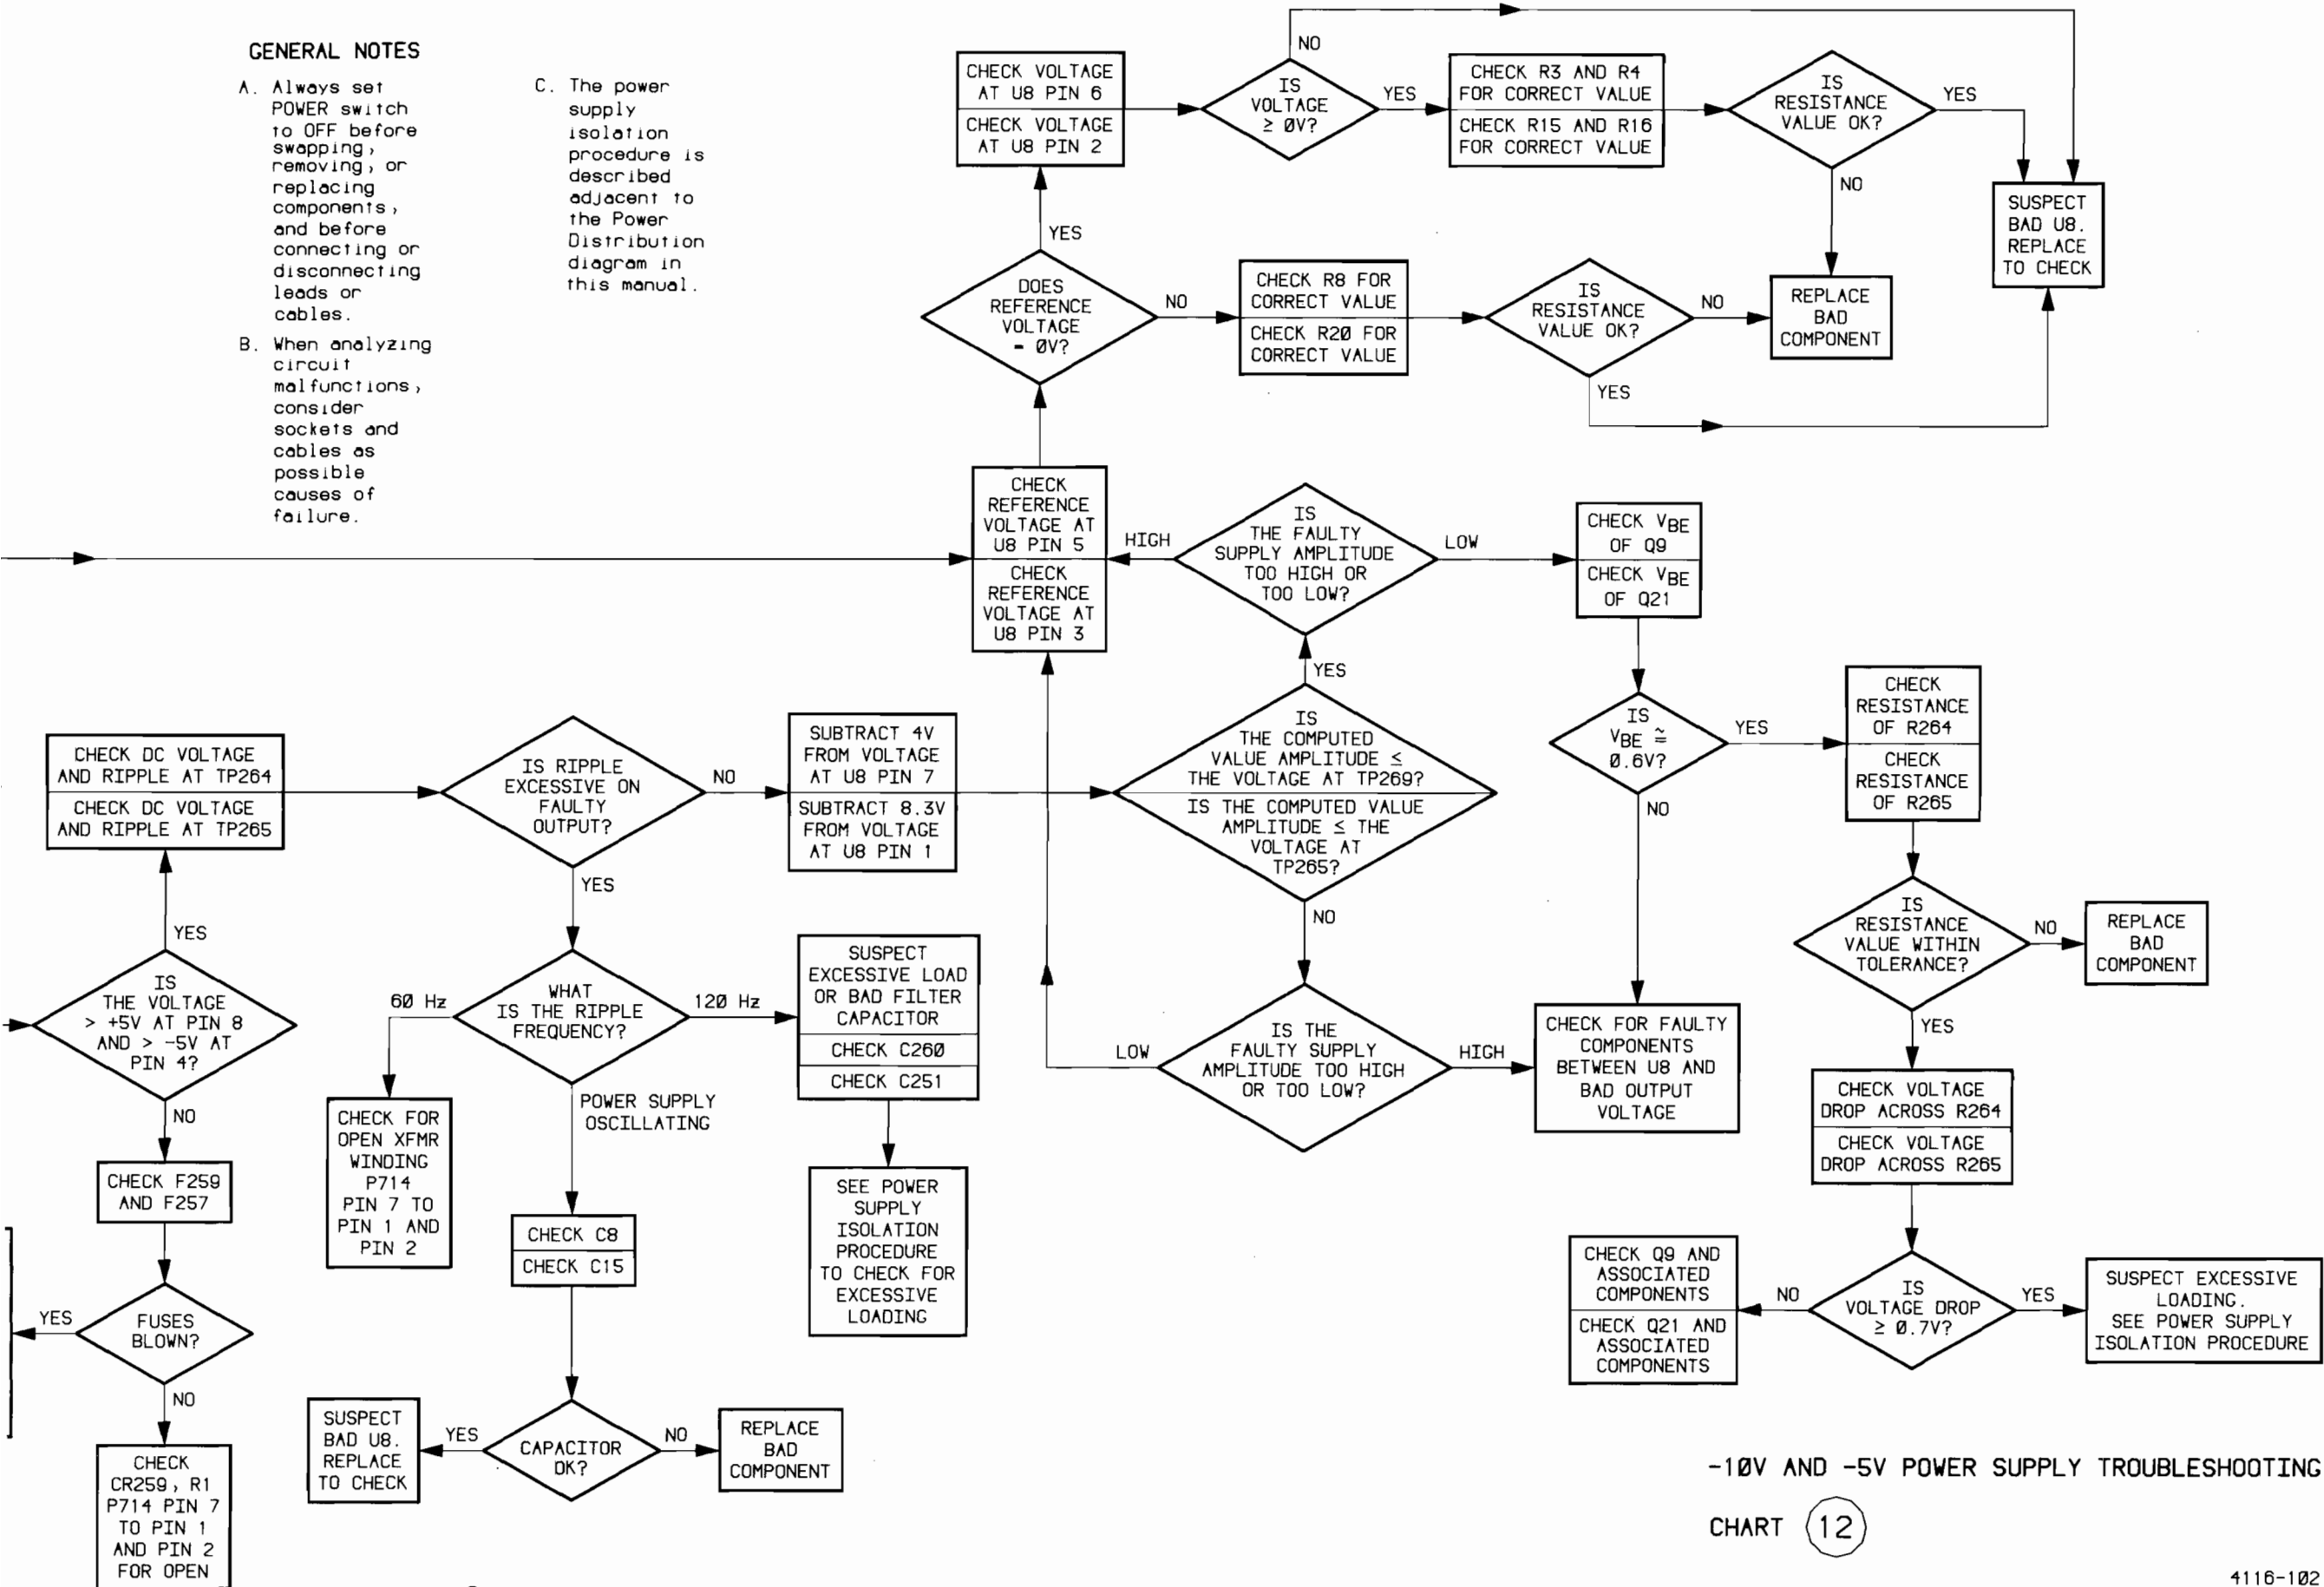 GENERAL NOTES
A. Always set
POWER switch
to OFF before
swapping,
removing, or
replacing
components,
and before
connecting or
disconnecting
leads or
cables.
B. When analyzing
circuit
malfunctions,
consider
sockets and
cables as
possible
causes of
failure.
C. The power
supply
isolation
procedure is
described
adjacent to
the Power
Distribution
diagram in
this manual.
CHECK VOLTAGE
AT U8 PIN 6
CHECK VOLTAGE
AT U8 PIN 2
IS
VOLTAGE
≥ 0V?
NO
YES
CHECK R3 AND R4
FOR CORRECT VALUE
CHECK R15 AND R16
FOR CORRECT VALUE
IS
RESISTANCE
VALUE OK?
YES
NO
SUSPECT
BAD U8.
REPLACE
TO CHECK
YES
DOES
REFERENCE
VOLTAGE
= 0V?
NO
CHECK R8 FOR
CORRECT VALUE
CHECK R20 FOR
CORRECT VALUE
IS
RESISTANCE
VALUE OK?
NO
YES
REPLACE
BAD
COMPONENT
CHECK
REFERENCE
VOLTAGE AT
U8 PIN 5
CHECK
REFERENCE
VOLTAGE AT
U8 PIN 3
HIGH
IS
THE FAULTY
SUPPLY AMPLITUDE
TOO HIGH OR
TOO LOW?
LOW
CHECK VBE
OF Q9
CHECK VBE
OF Q21
YES
CHECK DC VOLTAGE
AND RIPPLE AT TP264
CHECK DC VOLTAGE
AND RIPPLE AT TP265
IS RIPPLE
EXCESSIVE ON
FAULTY
OUTPUT?
NO
YES
SUBTRACT 4V
FROM VOLTAGE
AT U8 PIN 7
SUBTRACT 8.3V
FROM VOLTAGE
AT U8 PIN 1
IS
THE COMPUTED
VALUE AMPLITUDE ≤
THE VOLTAGE AT TP269?
IS THE COMPUTED VALUE
AMPLITUDE ≤ THE
VOLTAGE AT
TP265?
NO
IS
VBE ≅
0.6V?
YES
NO
CHECK
RESISTANCE
OF R264
CHECK
RESISTANCE
OF R265
YES
IS
THE VOLTAGE
> +5V AT PIN 8
AND > -5V AT
PIN 4?
NO
60 Hz
WHAT
IS THE RIPPLE
FREQUENCY?
120 Hz
POWER SUPPLY
OSCILLATING
SUSPECT
EXCESSIVE LOAD
OR BAD FILTER
CAPACITOR
CHECK C260
CHECK C251
LOW
IS THE
FAULTY SUPPLY
AMPLITUDE TOO HIGH
OR TOO LOW?
HIGH
CHECK FOR FAULTY
COMPONENTS
BETWEEN U8 AND
BAD OUTPUT
VOLTAGE
IS
RESISTANCE
VALUE WITHIN
TOLERANCE?
NO
YES
REPLACE
BAD
COMPONENT
CHECK FOR
OPEN XFMR
WINDING
P714
PIN 7 TO
PIN 1 AND
PIN 2
CHECK F259
AND F257
CHECK C8
CHECK C15
SEE POWER
SUPPLY
ISOLATION
PROCEDURE
TO CHECK FOR
EXCESSIVE
LOADING
CHECK VOLTAGE
DROP ACROSS R264
CHECK VOLTAGE
DROP ACROSS R265
YES
FUSES
BLOWN?
NO
CHECK Q9 AND
ASSOCIATED
COMPONENTS
CHECK Q21 AND
ASSOCIATED
COMPONENTS
NO
IS
VOLTAGE DROP
≥ 0.7V?
YES
SUSPECT EXCESSIVE
LOADING.
SEE POWER SUPPLY
ISOLATION PROCEDURE
CHECK
CR259, R1
P714 PIN 7
TO PIN 1
AND PIN 2
FOR OPEN
SUSPECT
BAD U8.
REPLACE
TO CHECK
YES
CAPACITOR
OK?
NO
REPLACE
BAD
COMPONENT
-10V AND -5V POWER SUPPLY TROUBLESHOOTING
CHART 12
4116-102